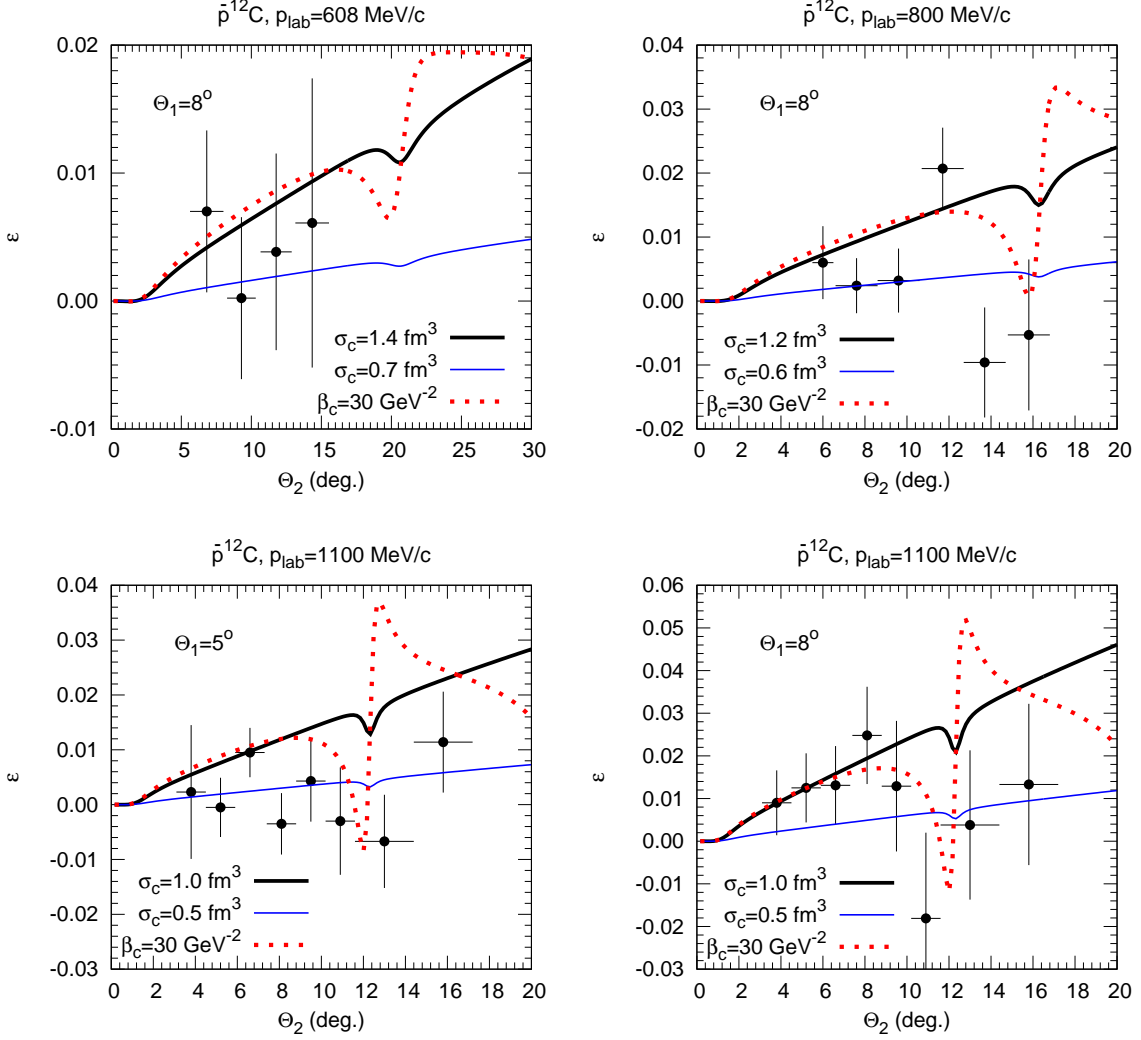 p̄¹²C, p_lab=608 MeV/c
Θ₁=8°
ε
0.02
0.01
0.00
-0.01
σ_c=1.4 fm³
σ_c=0.7 fm³
β_c=30 GeV⁻²
0 5 10 15 20 25 30
Θ₂ (deg.)
p̄¹²C, p_lab=800 MeV/c
Θ₁=8°
ε
0.04
0.03
0.02
0.01
0.00
-0.01
-0.02
σ_c=1.2 fm³
σ_c=0.6 fm³
β_c=30 GeV⁻²
0 2 4 6 8 10 12 14 16 18 20
Θ₂ (deg.)
p̄¹²C, p_lab=1100 MeV/c
Θ₁=5°
ε
0.04
0.03
0.02
0.01
0.00
-0.01
-0.02
-0.03
σ_c=1.0 fm³
σ_c=0.5 fm³
β_c=30 GeV⁻²
0 2 4 6 8 10 12 14 16 18 20
Θ₂ (deg.)
p̄¹²C, p_lab=1100 MeV/c
Θ₁=8°
ε
0.06
0.05
0.04
0.03
0.02
0.01
0.00
-0.01
-0.02
-0.03
σ_c=1.0 fm³
σ_c=0.5 fm³
β_c=30 GeV⁻²
0 2 4 6 8 10 12 14 16 18 20
Θ₂ (deg.)